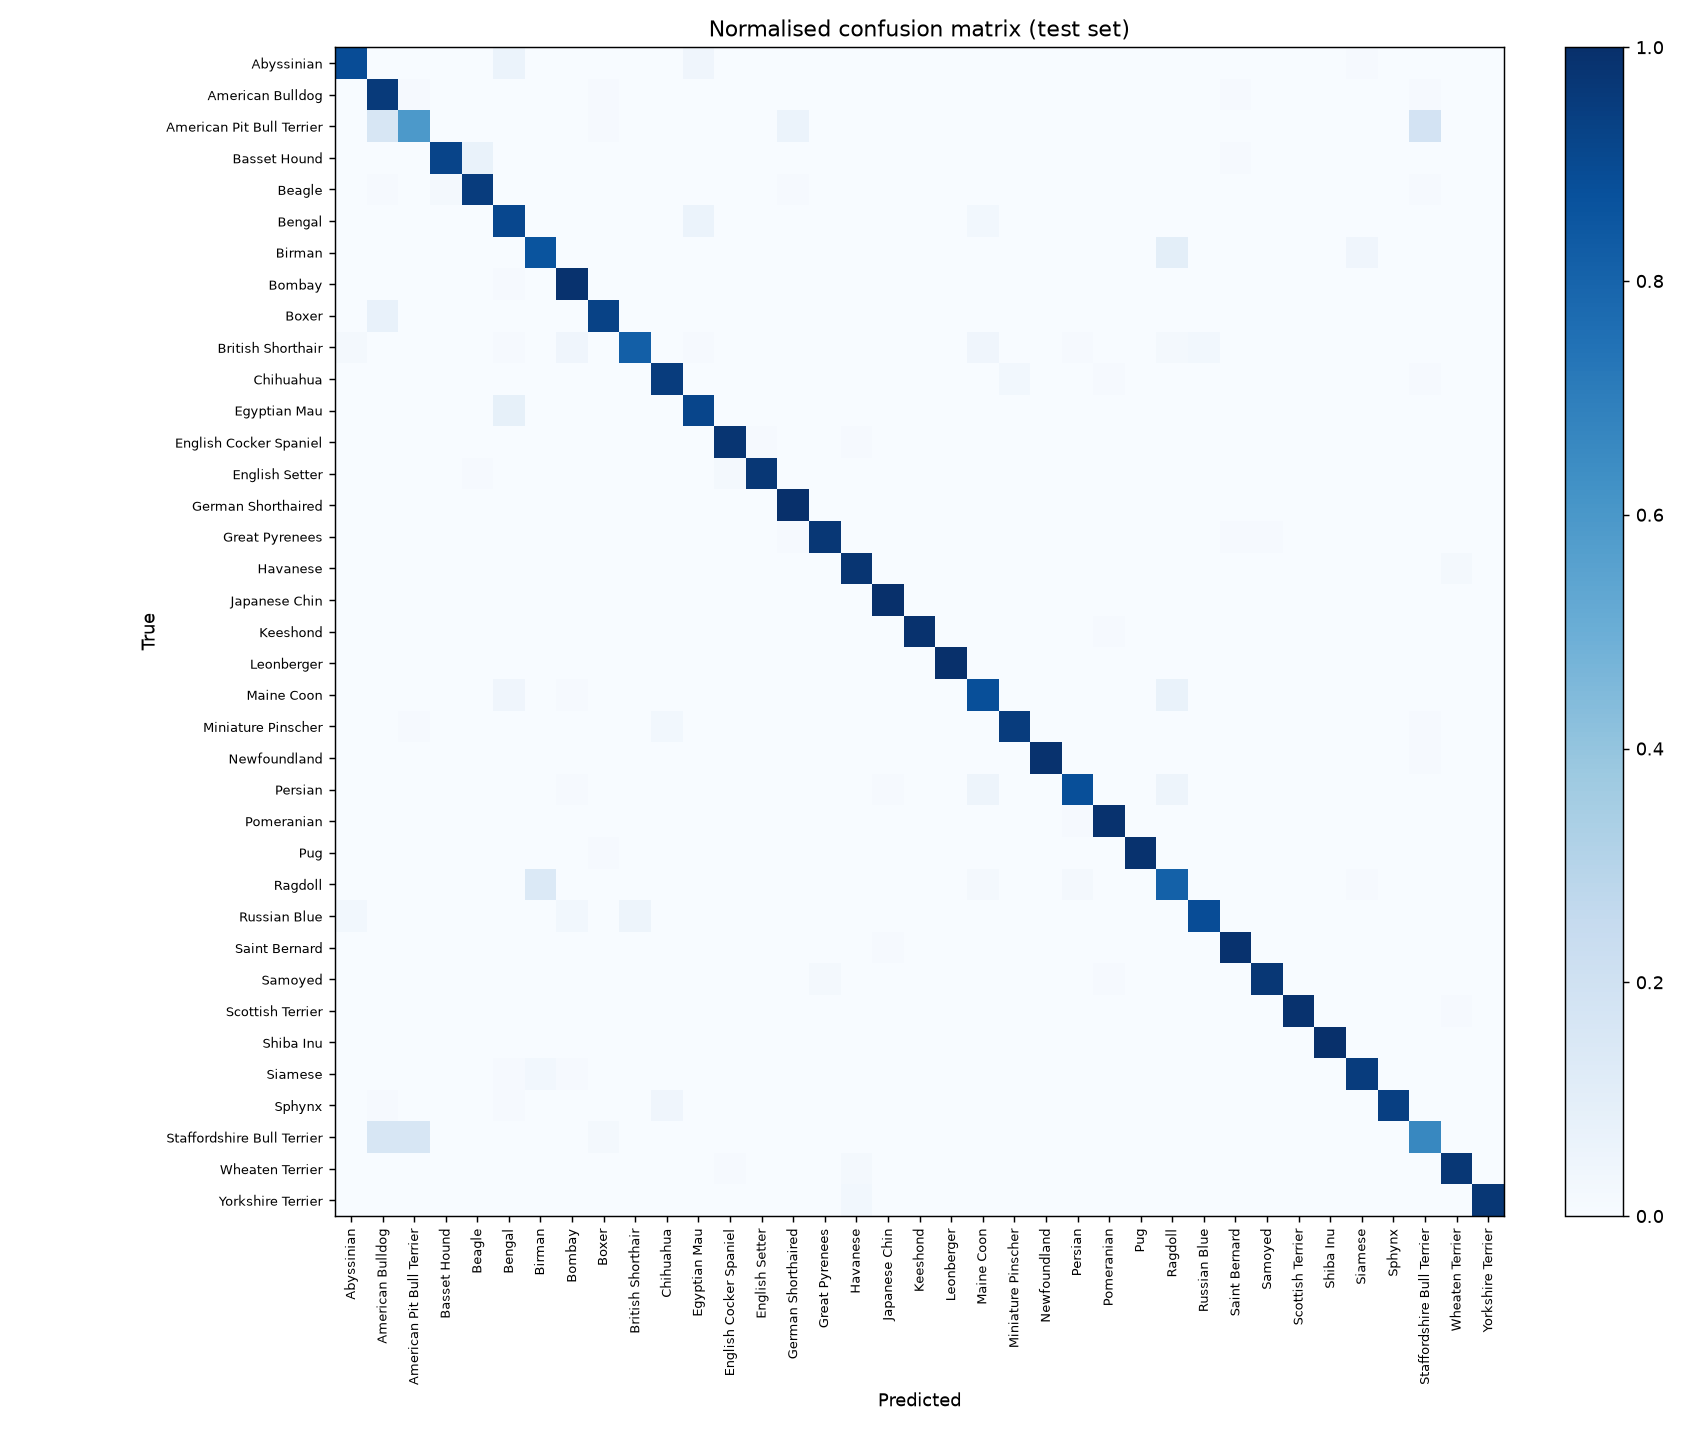 Normalised confusion matrix (test set)
Abyssinian
American Bulldog
American Pit Bull Terrier
Basset Hound
Beagle
Bengal
Birman
Bombay
Boxer
British Shorthair
Chihuahua
Egyptian Mau
English Cocker Spaniel
English Setter
German Shorthaired
Great Pyrenees
Havanese
Japanese Chin
Keeshond
Leonberger
Maine Coon
Miniature Pinscher
Newfoundland
Persian
Pomeranian
Pug
Ragdoll
Russian Blue
Saint Bernard
Samoyed
Scottish Terrier
Shiba Inu
Siamese
Sphynx
Staffordshire Bull Terrier
Wheaten Terrier
Yorkshire Terrier
True
Abyssinian
American Bulldog
American Pit Bull Terrier
Basset Hound
Beagle
Bengal
Birman
Bombay
Boxer
British Shorthair
Chihuahua
Egyptian Mau
English Cocker Spaniel
English Setter
German Shorthaired
Great Pyrenees
Havanese
Japanese Chin
Keeshond
Leonberger
Maine Coon
Miniature Pinscher
Newfoundland
Persian
Pomeranian
Pug
Ragdoll
Russian Blue
Saint Bernard
Samoyed
Scottish Terrier
Shiba Inu
Siamese
Sphynx
Staffordshire Bull Terrier
Wheaten Terrier
Yorkshire Terrier
Predicted
1.0
0.8
0.6
0.4
0.2
0.0